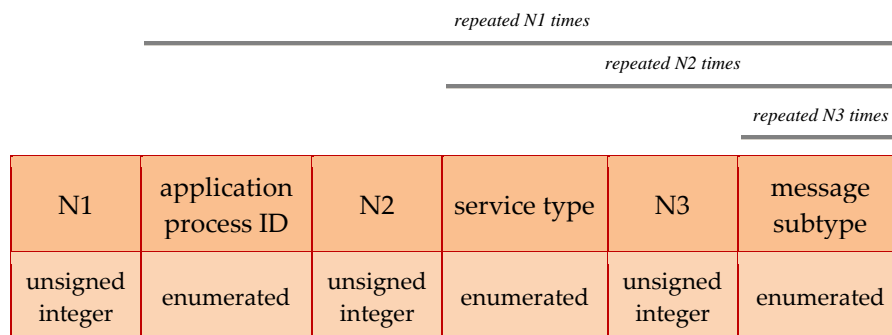 repeated N1 times
repeated N2 times
repeated N3 times
N1
application
process ID
N2
service type
N3
message
subtype
unsigned
integer
enumerated
unsigned
integer
enumerated
unsigned
integer
enumerated